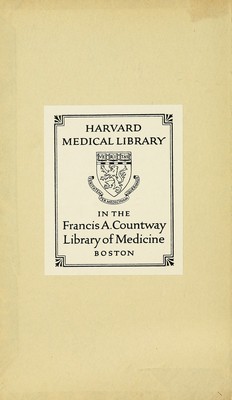 HARVARD
MEDICAL LIBRARY
IN THE
Francis A. Countway
Library of Medicine
BOSTON